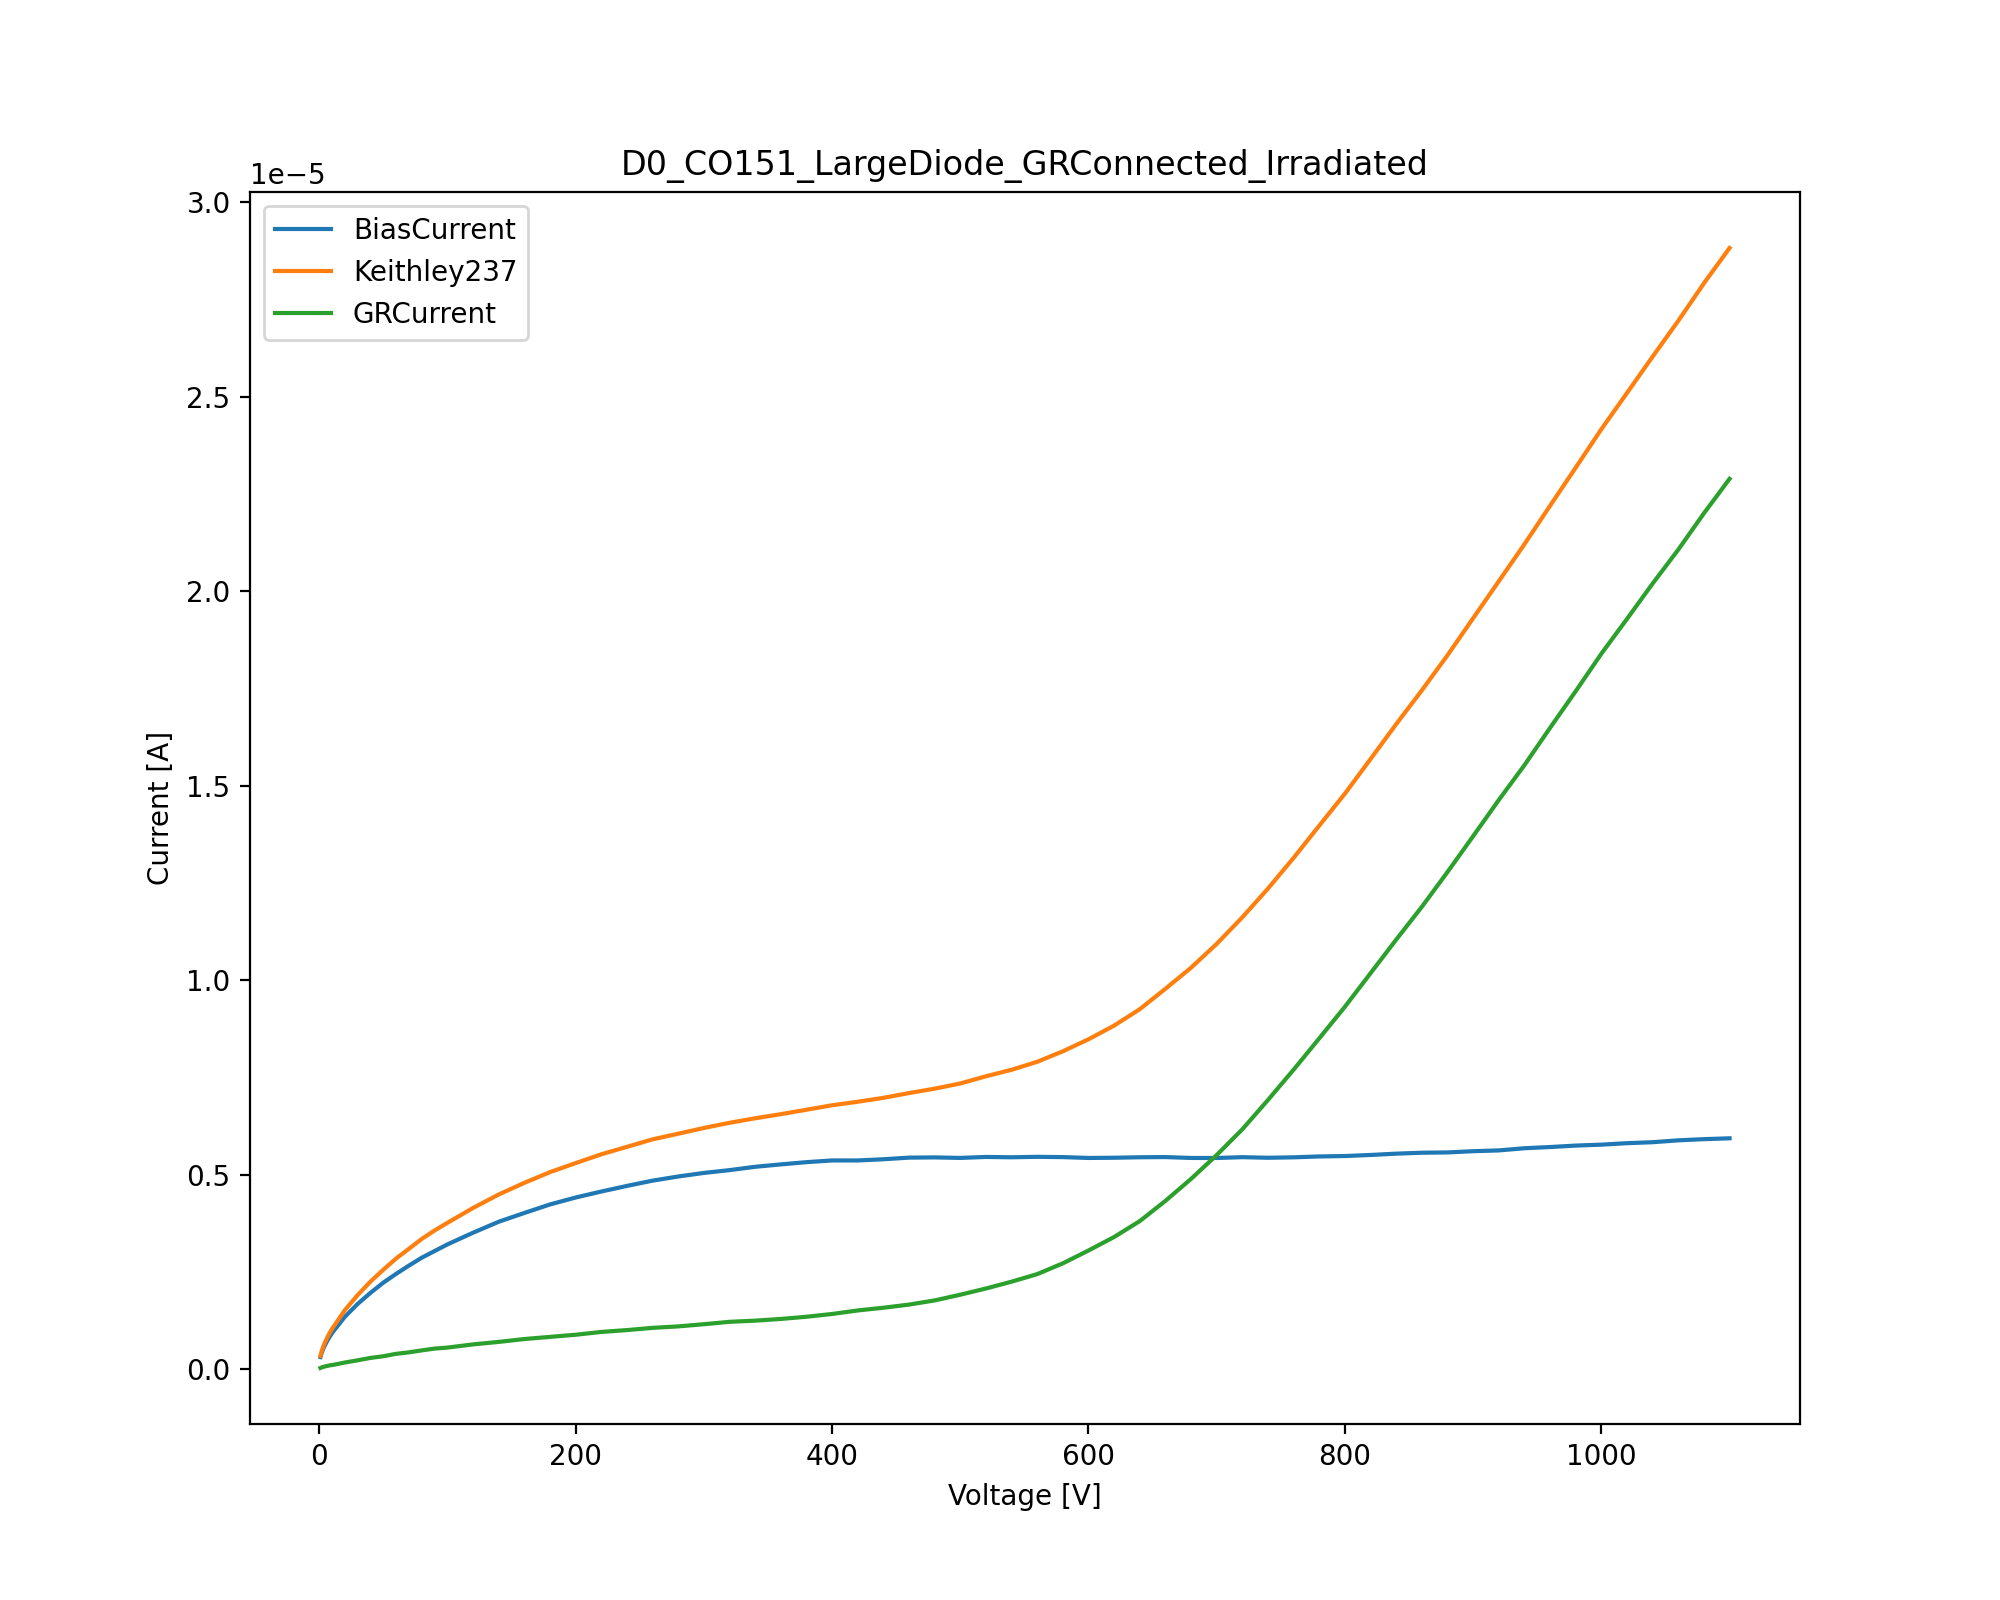 D0_CO151_LargeDiode_GRConnected_Irradiated
1e−5
3.0
2.5
2.0
1.5
1.0
0.5
0.0
Current [A]
BiasCurrent
Keithley237
GRCurrent
0 200 400 600 800 1000
Voltage [V]